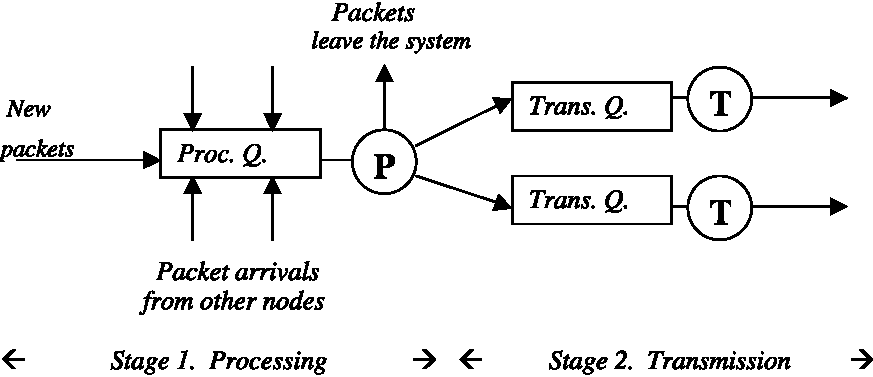 Packets
leave the system
New
packets
Proc. Q.
P
Trans. Q.
T
Trans. Q.
T
Packet arrivals
from other nodes
← Stage 1. Processing → ← Stage 2. Transmission →